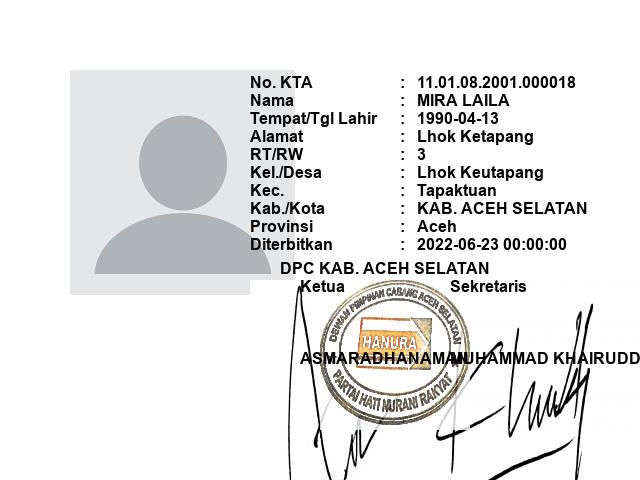 No. KTA : 11.01.08.2001.000018
Nama : MIRA LAILA
Tempat/Tgl Lahir : 1990-04-13
Alamat : Lhok Ketapang
RT/RW : 3
Kel./Desa : Lhok Keutapang
Kec. : Tapaktuan
Kab./Kota : KAB. ACEH SELATAN
Provinsi : Aceh
Diterbitkan : 2022-06-23 00:00:00
DPC KAB. ACEH SELATAN
Ketua Sekretaris
DEWAN PIMPINAN CABANG ACEH SELATAN
HANURA
PARTAI HATI NURANI RAKYAT
ASMARADHANAMAN MUHAMMAD KHAIRUDD